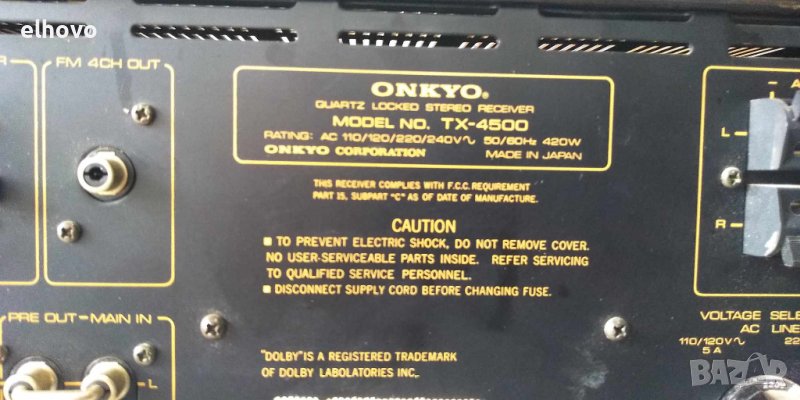 elhovo
FM 4CH OUT
ONKYO®
QUARTZ LOCKED STEREO RECEIVER
MODEL NO. TX-4500
RATING: AC 110/120/220/240V~ 50/60Hz 420W
ONKYO CORPORATION MADE IN JAPAN
THIS RECEIVER COMPLIES WITH F.C.C. REQUIREMENT
PART 15, SUBPART "C" AS OF DATE OF MANUFACTURE.
CAUTION
■ TO PREVENT ELECTRIC SHOCK, DO NOT REMOVE COVER.
NO USER-SERVICEABLE PARTS INSIDE. REFER SERVICING
TO QUALIFIED SERVICE PERSONNEL.
■ DISCONNECT SUPPLY CORD BEFORE CHANGING FUSE.
"DOLBY" IS A REGISTERED TRADEMARK
OF DOLBY LABOLATORIES INC.
PRE OUT-MAIN IN
L
R
A
L
R
VOLTAGE SELE
AC LINE
110/120V~ 22
5A
BAZAR